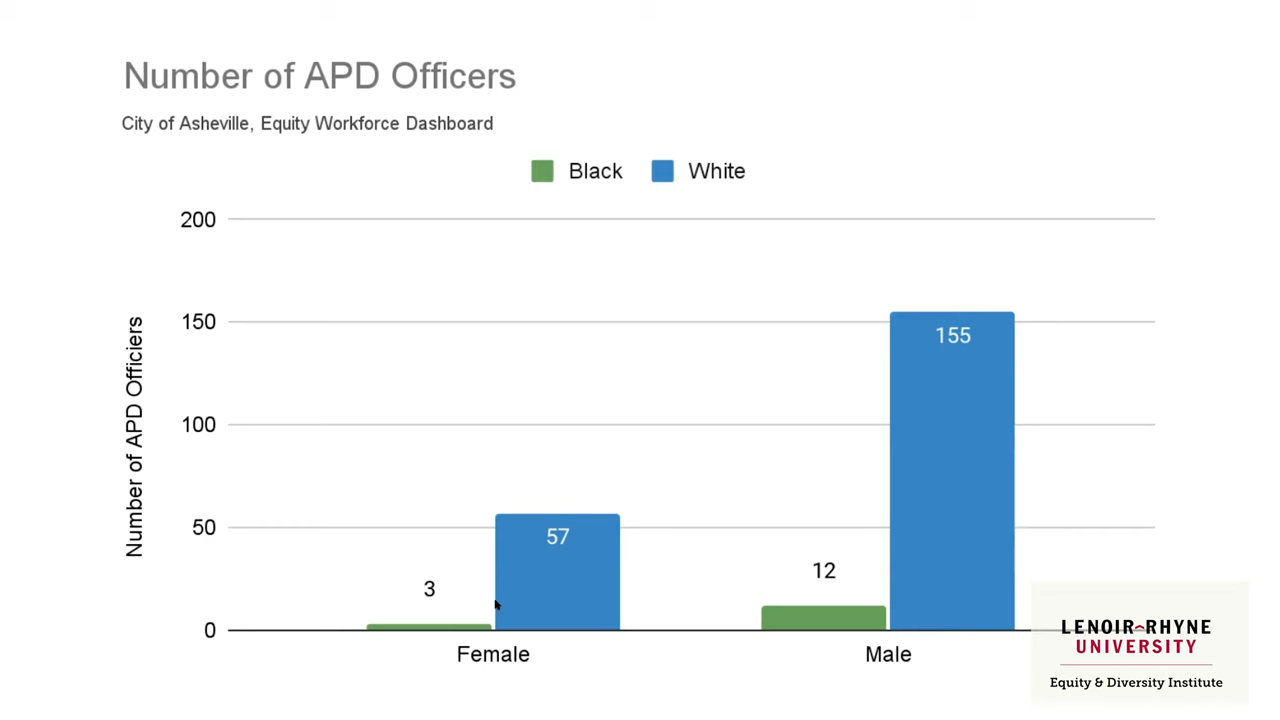 Number of APD Officers
City of Asheville, Equity Workforce Dashboard
Black White
200
150
100
50
0
Number of APD Officiers
3
57
12
155
Female
Male
LENOIR-RHYNE
UNIVERSITY
Equity & Diversity Institute